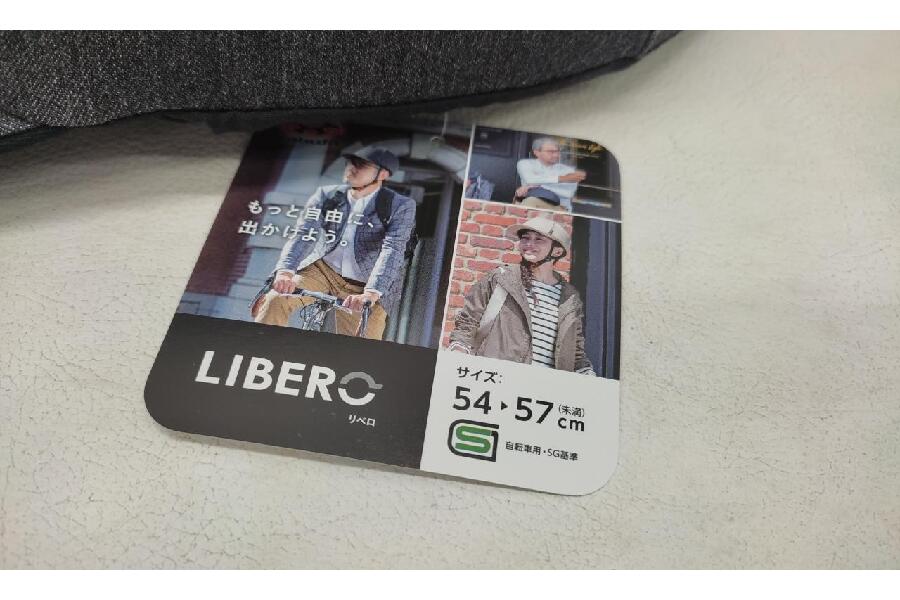 もっと自由に、
出かけよう。
LIBERO
リベロ
サイズ:
54 ▸ 57 (未満) cm
SG
自転車用・SG基準